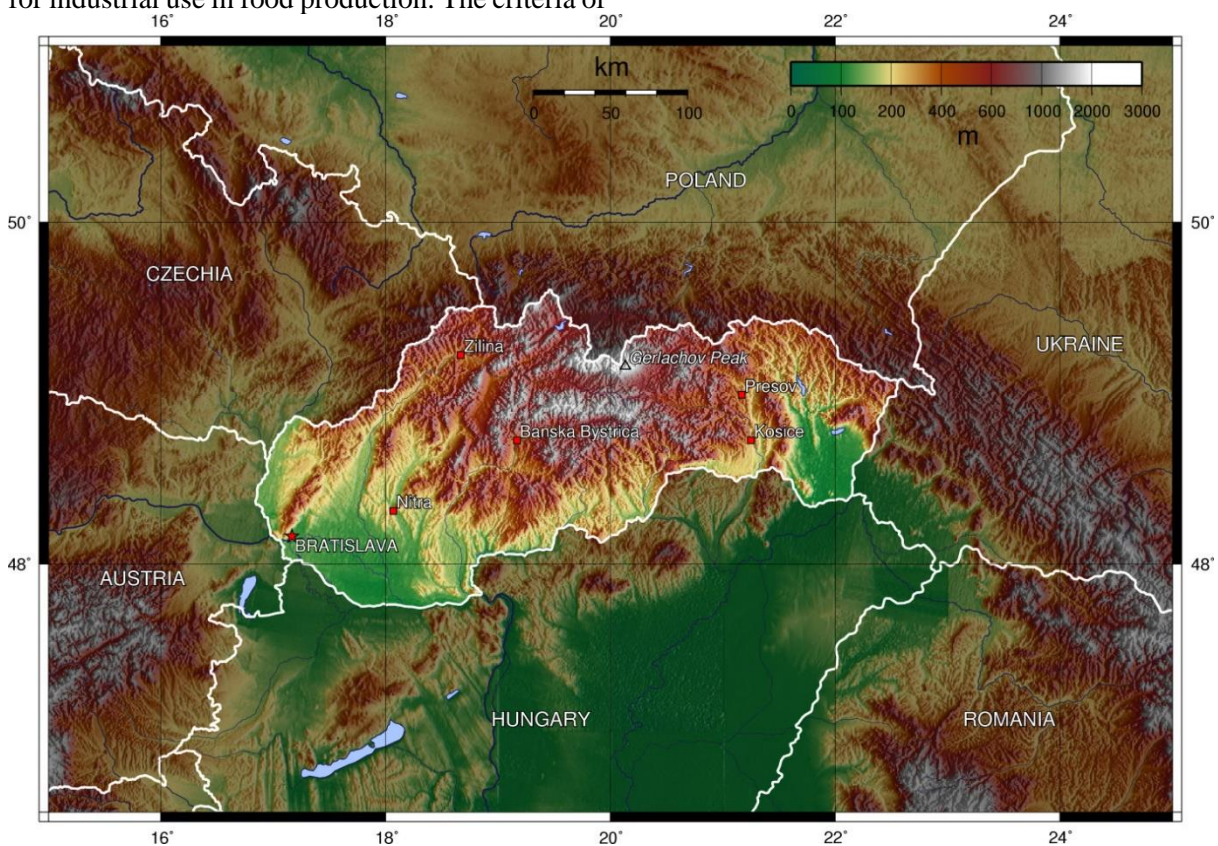 for industrial use in food production. The criteria of
16° 18° 20° 22° 24°
km
0 50 100
0 100 200 400 600 1000 2000 3000
m
POLAND
50° 50°
CZECHIA
UKRAINE
Zilina
Gerlachov Peak
Presov
Banska Bystrica
Kosice
Nitra
BRATISLAVA
48° 48°
AUSTRIA
HUNGARY
ROMANIA
16° 18° 20° 22° 24°